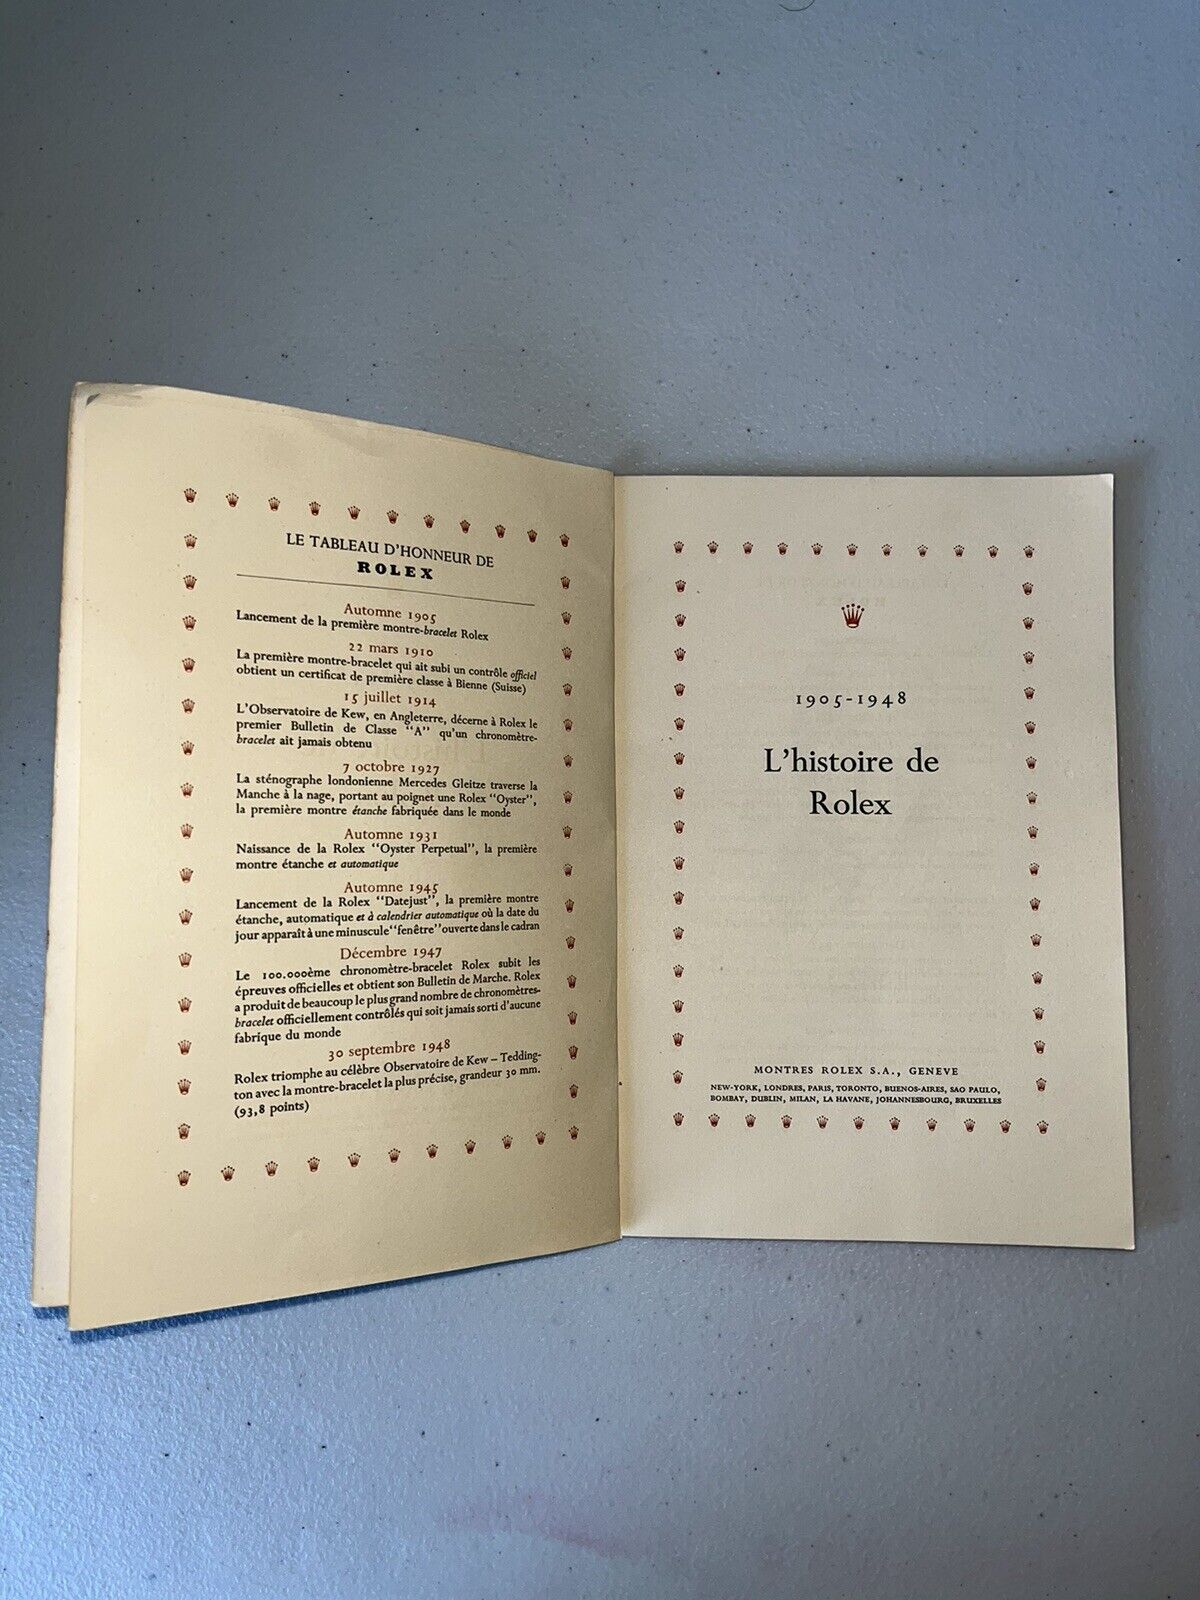 LE TABLEAU D'HONNEUR DE
ROLEX
Automne 1905
Lancement de la première montre-bracelet Rolex
22 mars 1910
La première montre-bracelet qui ait subi un contrôle officiel
obtient un certificat de première classe à Bienne (Suisse)
15 juillet 1914
L'Observatoire de Kew, en Angleterre, décerne à Rolex le
premier Bulletin de Classe "A" qu'un chronomètre-
bracelet ait jamais obtenu
7 octobre 1927
La sténographe londonienne Mercedes Gleitze traverse la
Manche à la nage, portant au poignet une Rolex "Oyster",
la première montre étanche fabriquée dans le monde
Automne 1931
Naissance de la Rolex "Oyster Perpetual", la première
montre étanche et automatique
Automne 1945
Lancement de la Rolex "Datejust", la première montre
étanche, automatique et à calendrier automatique où la date du
jour apparaît à une minuscule "fenêtre" ouverte dans le cadran
Décembre 1947
Le 100.000ème chronomètre-bracelet Rolex subit les
épreuves officielles et obtient son Bulletin de Marche. Rolex
a produit de beaucoup le plus grand nombre de chronomètres-
bracelet officiellement contrôlés qui soit jamais sorti d'aucune
fabrique du monde
30 septembre 1948
Rolex triomphe au célèbre Observatoire de Kew – Tedding-
ton avec la montre-bracelet la plus précise, grandeur 30 mm.
(93,8 points)
1905-1948
L'histoire de
Rolex
MONTRES ROLEX S.A., GENEVE
NEW-YORK, LONDRES, PARIS, TORONTO, BUENOS-AIRES, SAO PAULO,
BOMBAY, DUBLIN, MILAN, LA HAVANE, JOHANNESBOURG, BRUXELLES